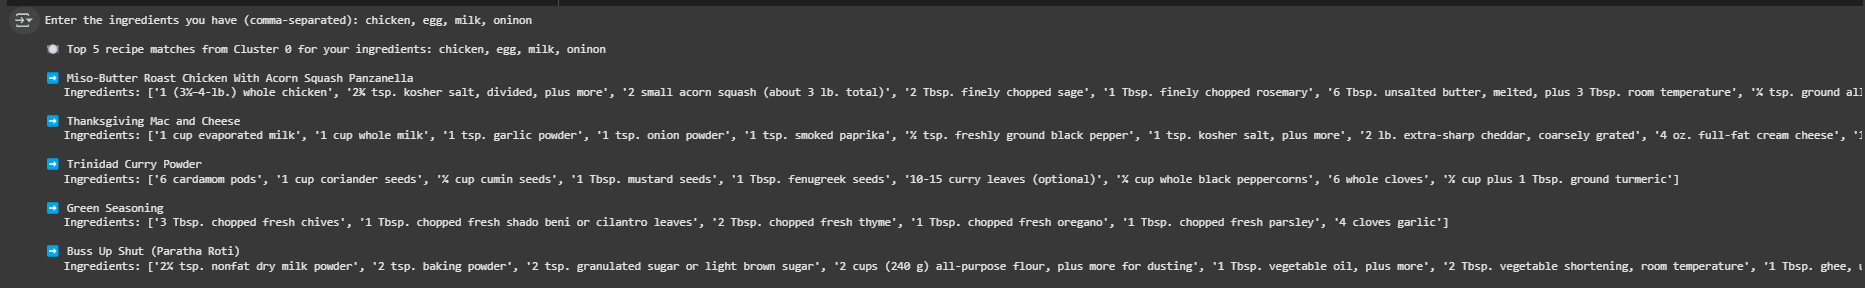 Enter the ingredients you have (comma-separated): chicken, egg, milk, oninon
Top 5 recipe matches from Cluster 0 for your ingredients: chicken, egg, milk, oninon
Miso-Butter Roast Chicken With Acorn Squash Panzanella
Ingredients: ['1 (3½–4-lb.) whole chicken', '2¾ tsp. kosher salt, divided, plus more', '2 small acorn squash (about 3 lb. total)', '2 Tbsp. finely chopped sage', '1 Tbsp. finely chopped rosemary', '6 Tbsp. unsalted butter, melted, plus 3 Tbsp. room temperature', ' tsp. ground all
Thanksgiving Mac and Cheese
Ingredients: ['1 cup evaporated milk', '1 cup whole milk', '1 tsp. garlic powder', '1 tsp. onion powder', '1 tsp. smoked paprika', ' tsp. freshly ground black pepper', '1 tsp. kosher salt, plus more', '2 lb. extra-sharp cheddar, coarsely grated', '4 oz. full-fat cream cheese', '1
Trinidad Curry Powder
Ingredients: ['6 cardamom pods', '1 cup coriander seeds', ' cup cumin seeds', '1 Tbsp. mustard seeds', '1 Tbsp. fenugreek seeds', '10-15 curry leaves (optional)', ' cup whole black peppercorns', '6 whole cloves', ' cup plus 1 Tbsp. ground turmeric']
Green Seasoning
Ingredients: ['3 Tbsp. chopped fresh chives', '1 Tbsp. chopped fresh shado beni or cilantro leaves', '2 Tbsp. chopped fresh thyme', '1 Tbsp. chopped fresh oregano', '1 Tbsp. chopped fresh parsley', '4 cloves garlic']
Buss Up Shut (Paratha Roti)
Ingredients: [' tsp. nonfat dry milk powder', '2 tsp. baking powder', '2 tsp. granulated sugar or light brown sugar', '2 cups (240 g) all-purpose flour, plus more for dusting', '1 Tbsp. vegetable oil, plus more', '2 Tbsp. vegetable shortening, room temperature', '1 Tbsp. ghee,